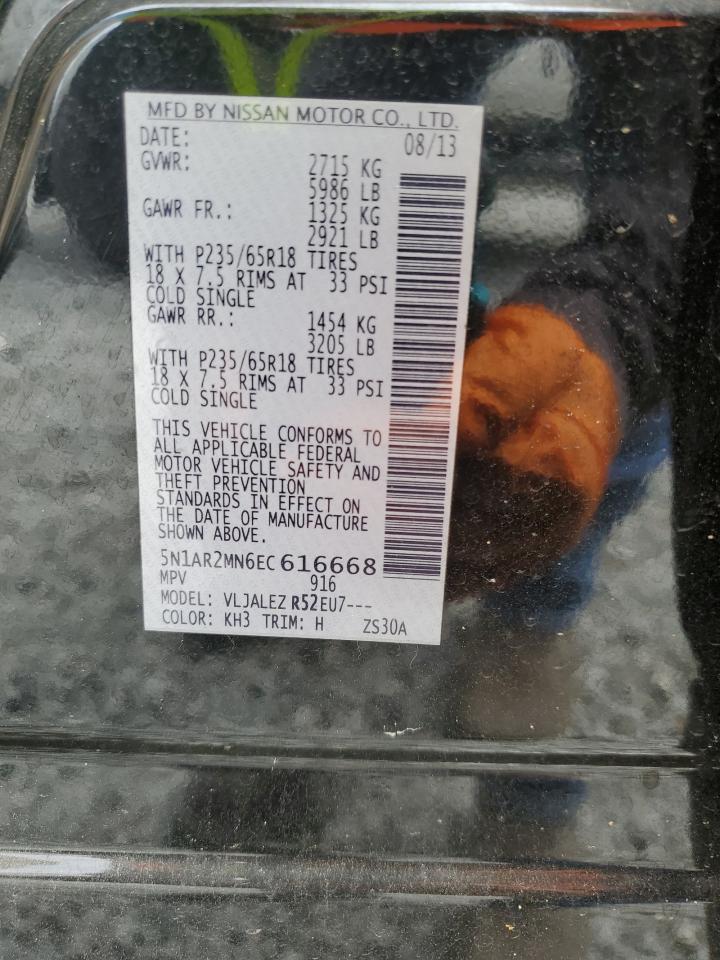 MFD BY NISSAN MOTOR CO., LTD.
DATE: 08/13
GVWR: 2715 KG
5986 LB
GAWR FR.: 1325 KG
2921 LB
WITH P235/65R18 TIRES
18 X 7.5 RIMS AT 33 PSI
COLD SINGLE
GAWR RR.: 1454 KG
3205 LB
WITH P235/65R18 TIRES
18 X 7.5 RIMS AT 33 PSI
COLD SINGLE
THIS VEHICLE CONFORMS TO
ALL APPLICABLE FEDERAL
MOTOR VEHICLE SAFETY AND
THEFT PREVENTION
STANDARDS IN EFFECT ON
THE DATE OF MANUFACTURE
SHOWN ABOVE.
5N1AR2MN6EC616668
MPV 916
MODEL: VLJALEZ R52EU7---
COLOR: KH3 TRIM: H ZS30A